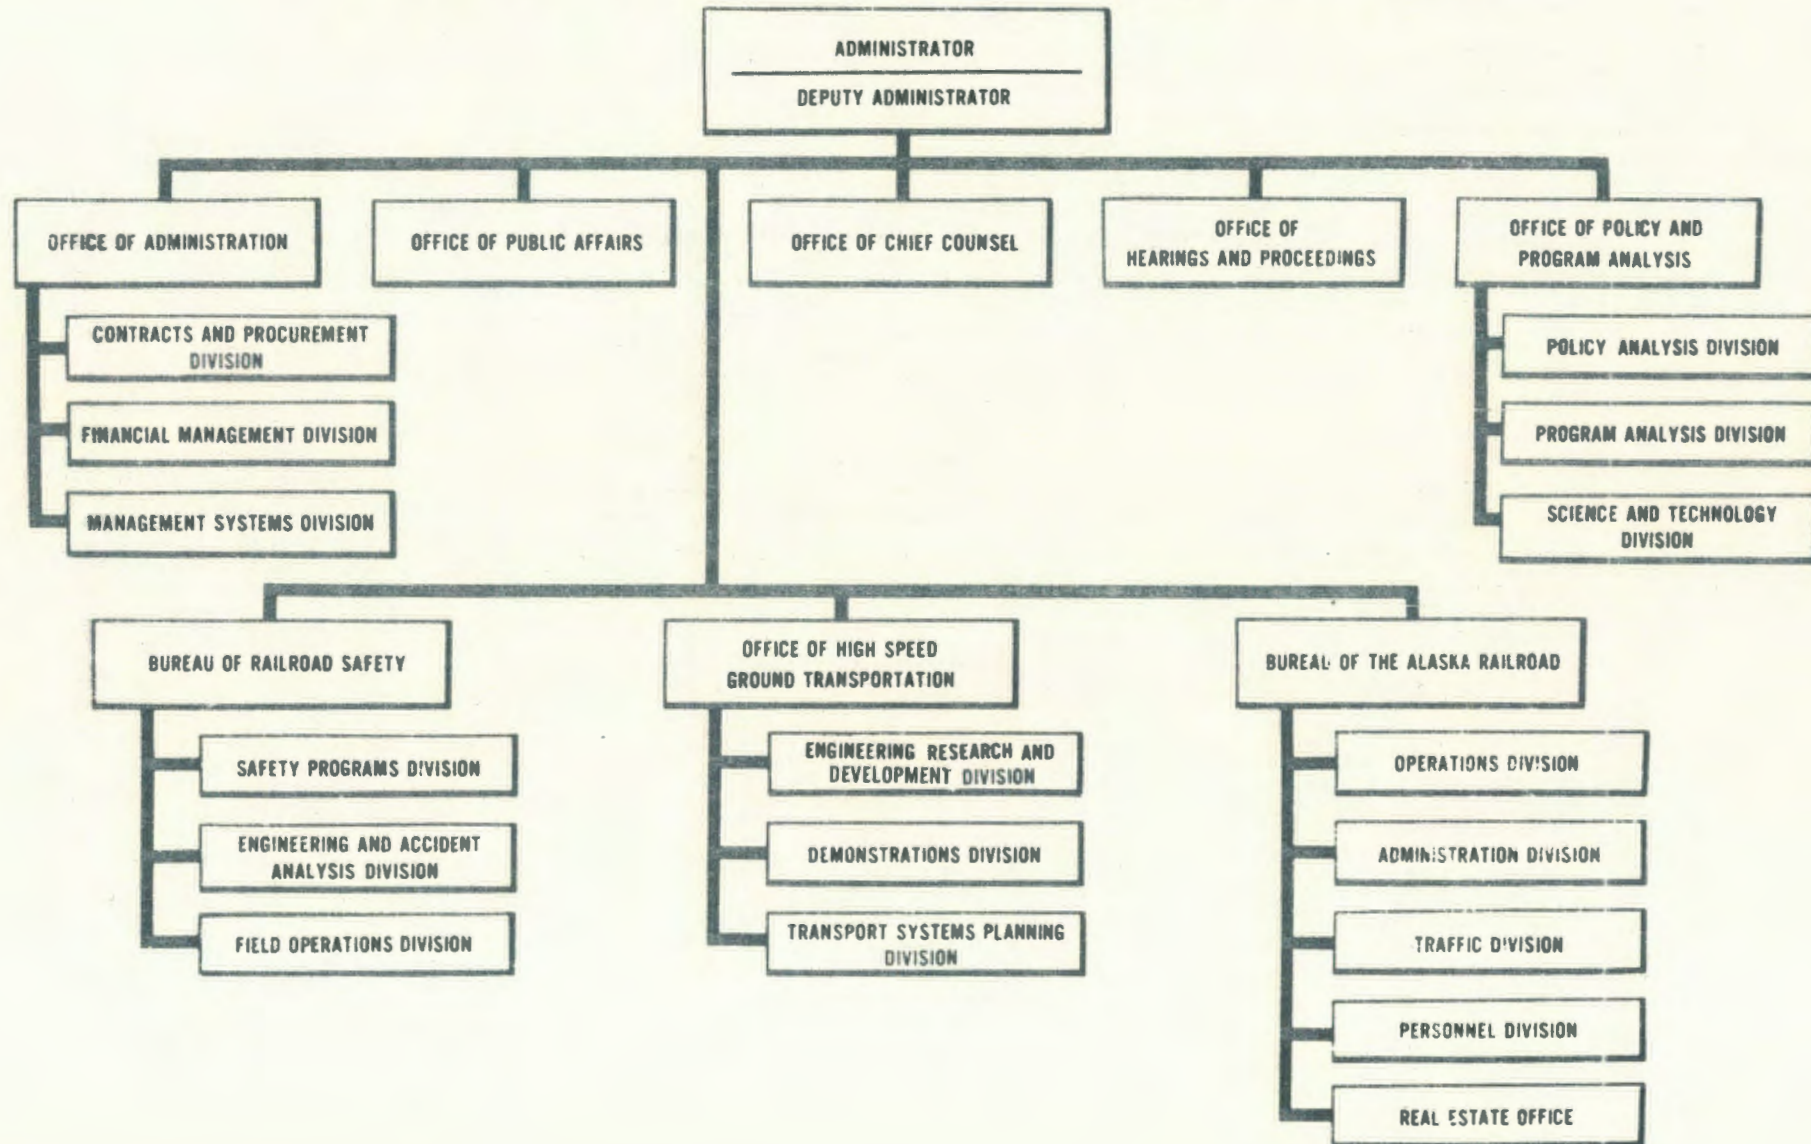 ADMINISTRATOR
DEPUTY ADMINISTRATOR
OFFICE OF ADMINISTRATION
CONTRACTS AND PROCUREMENT
DIVISION
FINANCIAL MANAGEMENT DIVISION
MANAGEMENT SYSTEMS DIVISION
OFFICE OF PUBLIC AFFAIRS
OFFICE OF CHIEF COUNSEL
OFFICE OF
HEARINGS AND PROCEEDINGS
OFFICE OF POLICY AND
PROGRAM ANALYSIS
POLICY ANALYSIS DIVISION
PROGRAM ANALYSIS DIVISION
SCIENCE AND TECHNOLOGY
DIVISION
BUREAU OF RAILROAD SAFETY
SAFETY PROGRAMS DIVISION
ENGINEERING AND ACCIDENT
ANALYSIS DIVISION
FIELD OPERATIONS DIVISION
OFFICE OF HIGH SPEED
GROUND TRANSPORTATION
ENGINEERING RESEARCH AND
DEVELOPMENT DIVISION
DEMONSTRATIONS DIVISION
TRANSPORT SYSTEMS PLANNING
DIVISION
BUREAU OF THE ALASKA RAILROAD
OPERATIONS DIVISION
ADMINISTRATION DIVISION
TRAFFIC DIVISION
PERSONNEL DIVISION
REAL ESTATE OFFICE